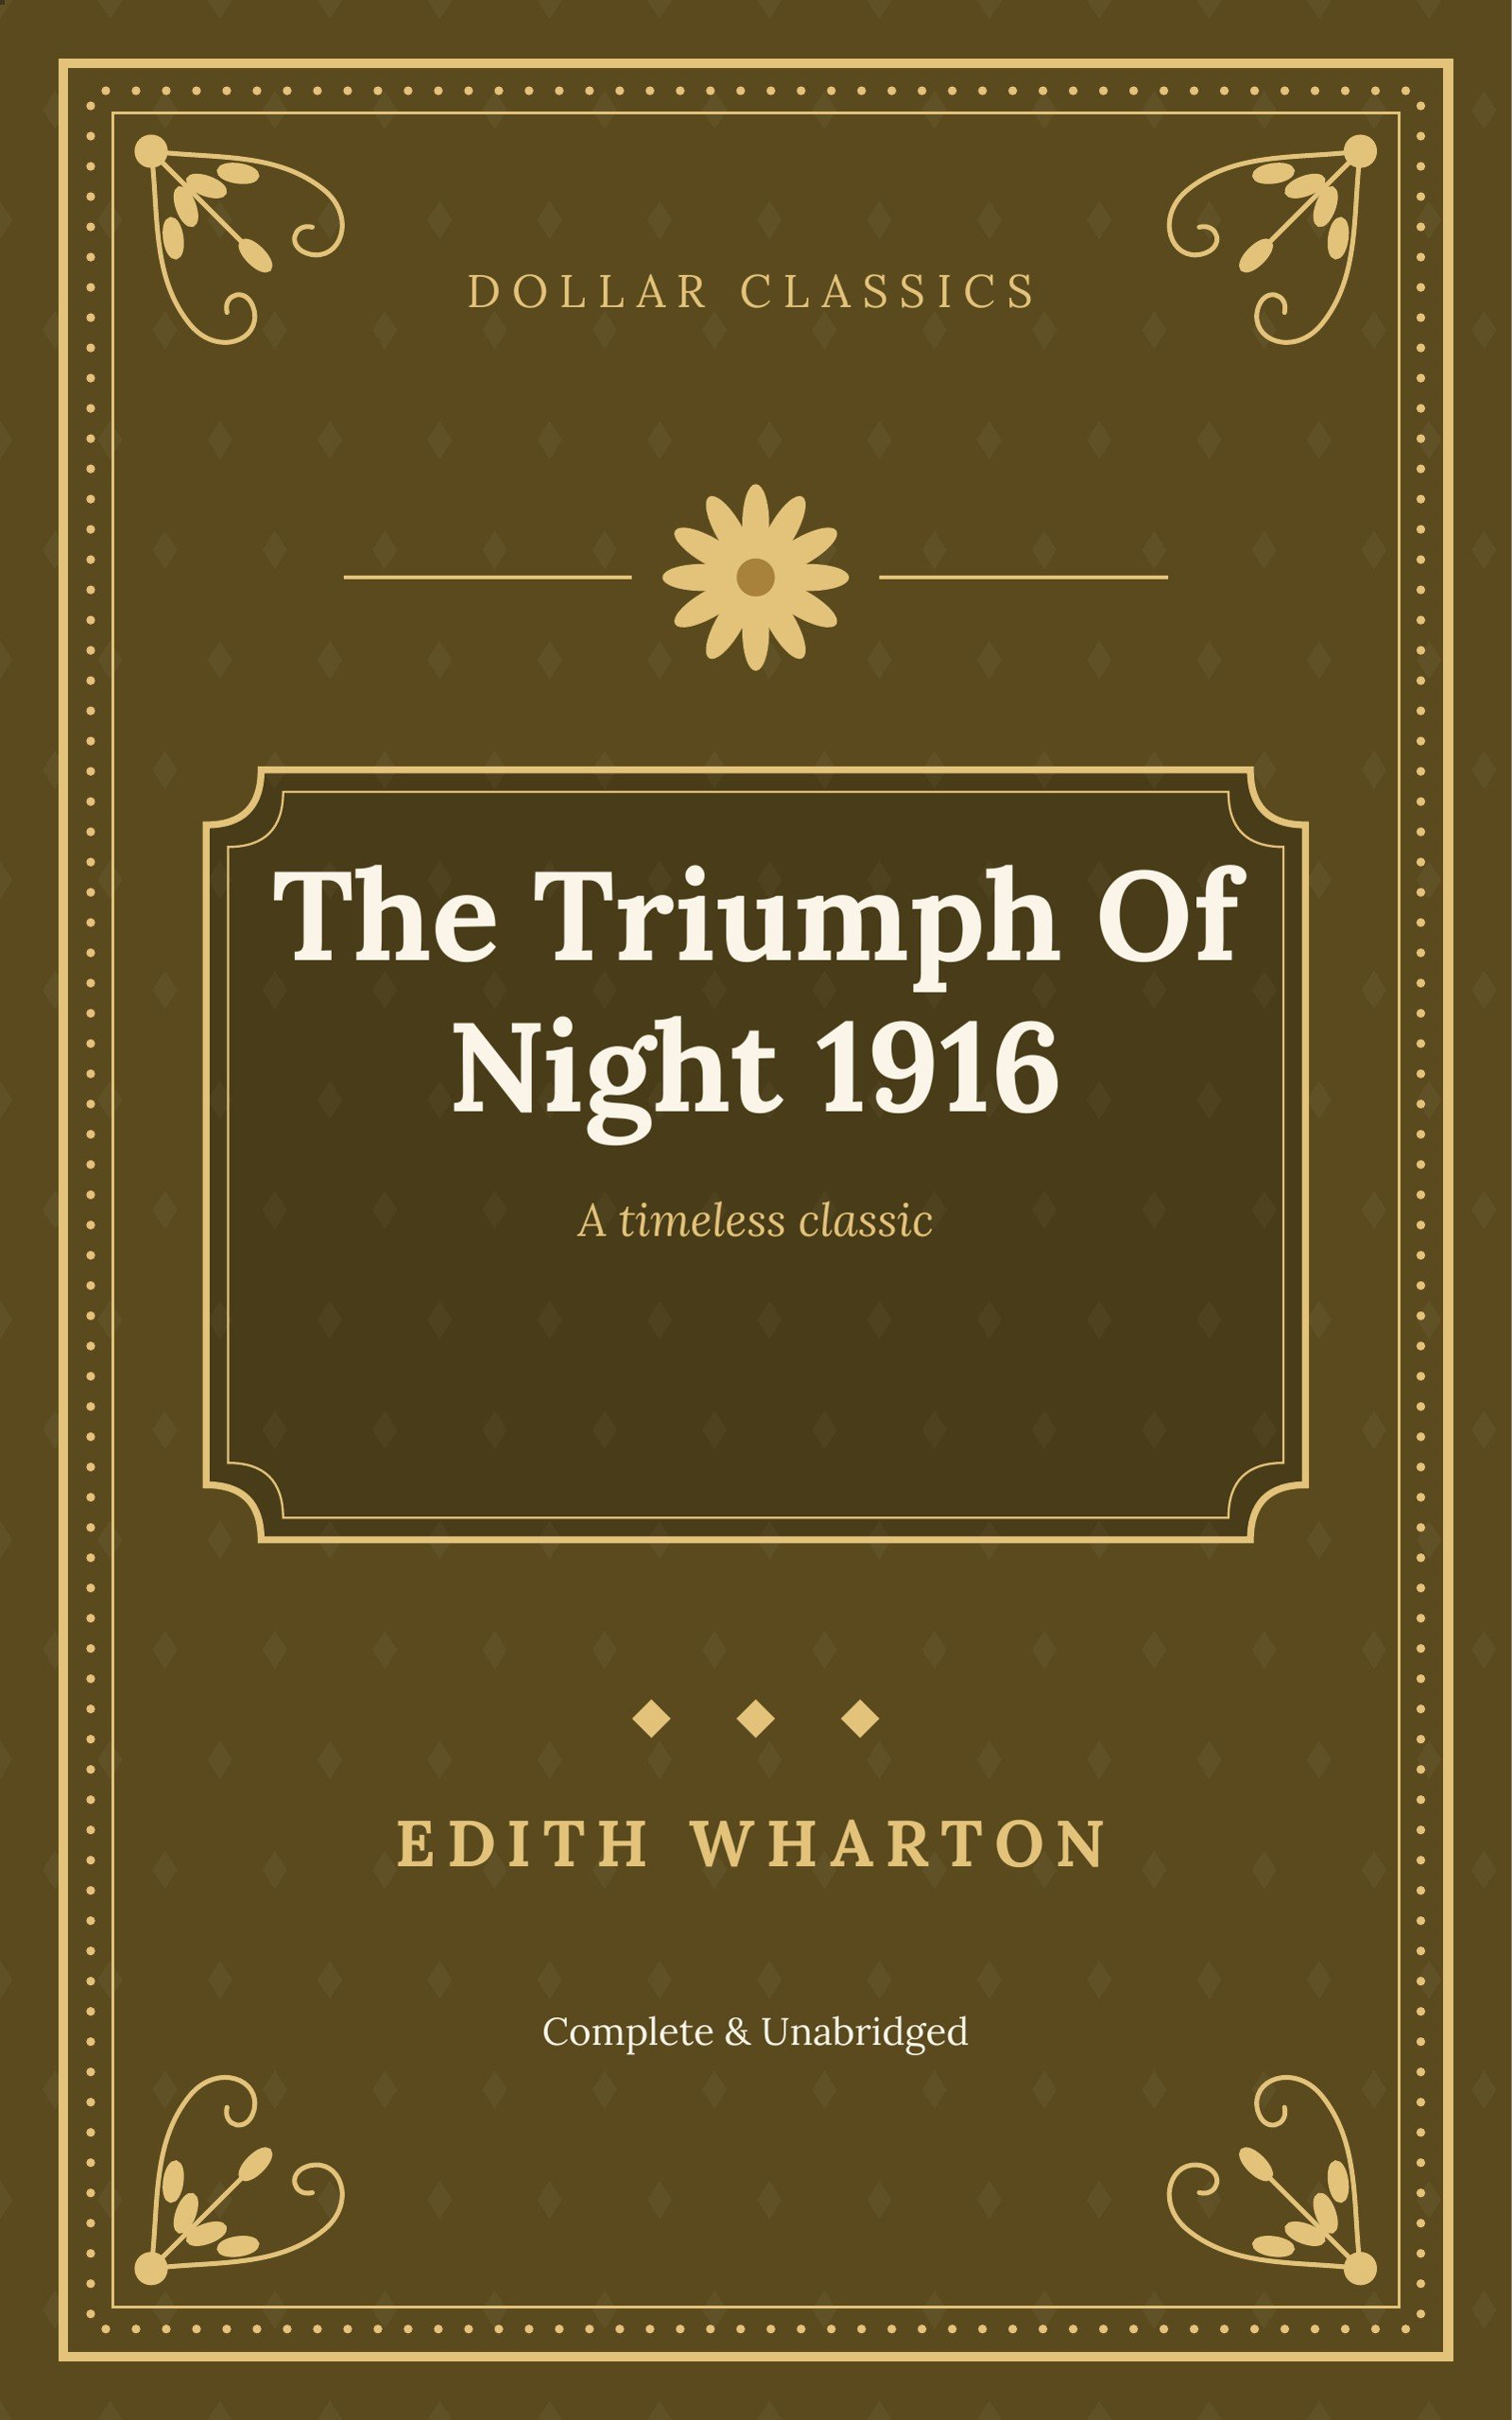 DOLLAR CLASSICS
The Triumph Of
Night 1916
A timeless classic
EDITH WHARTON
Complete & Unabridged